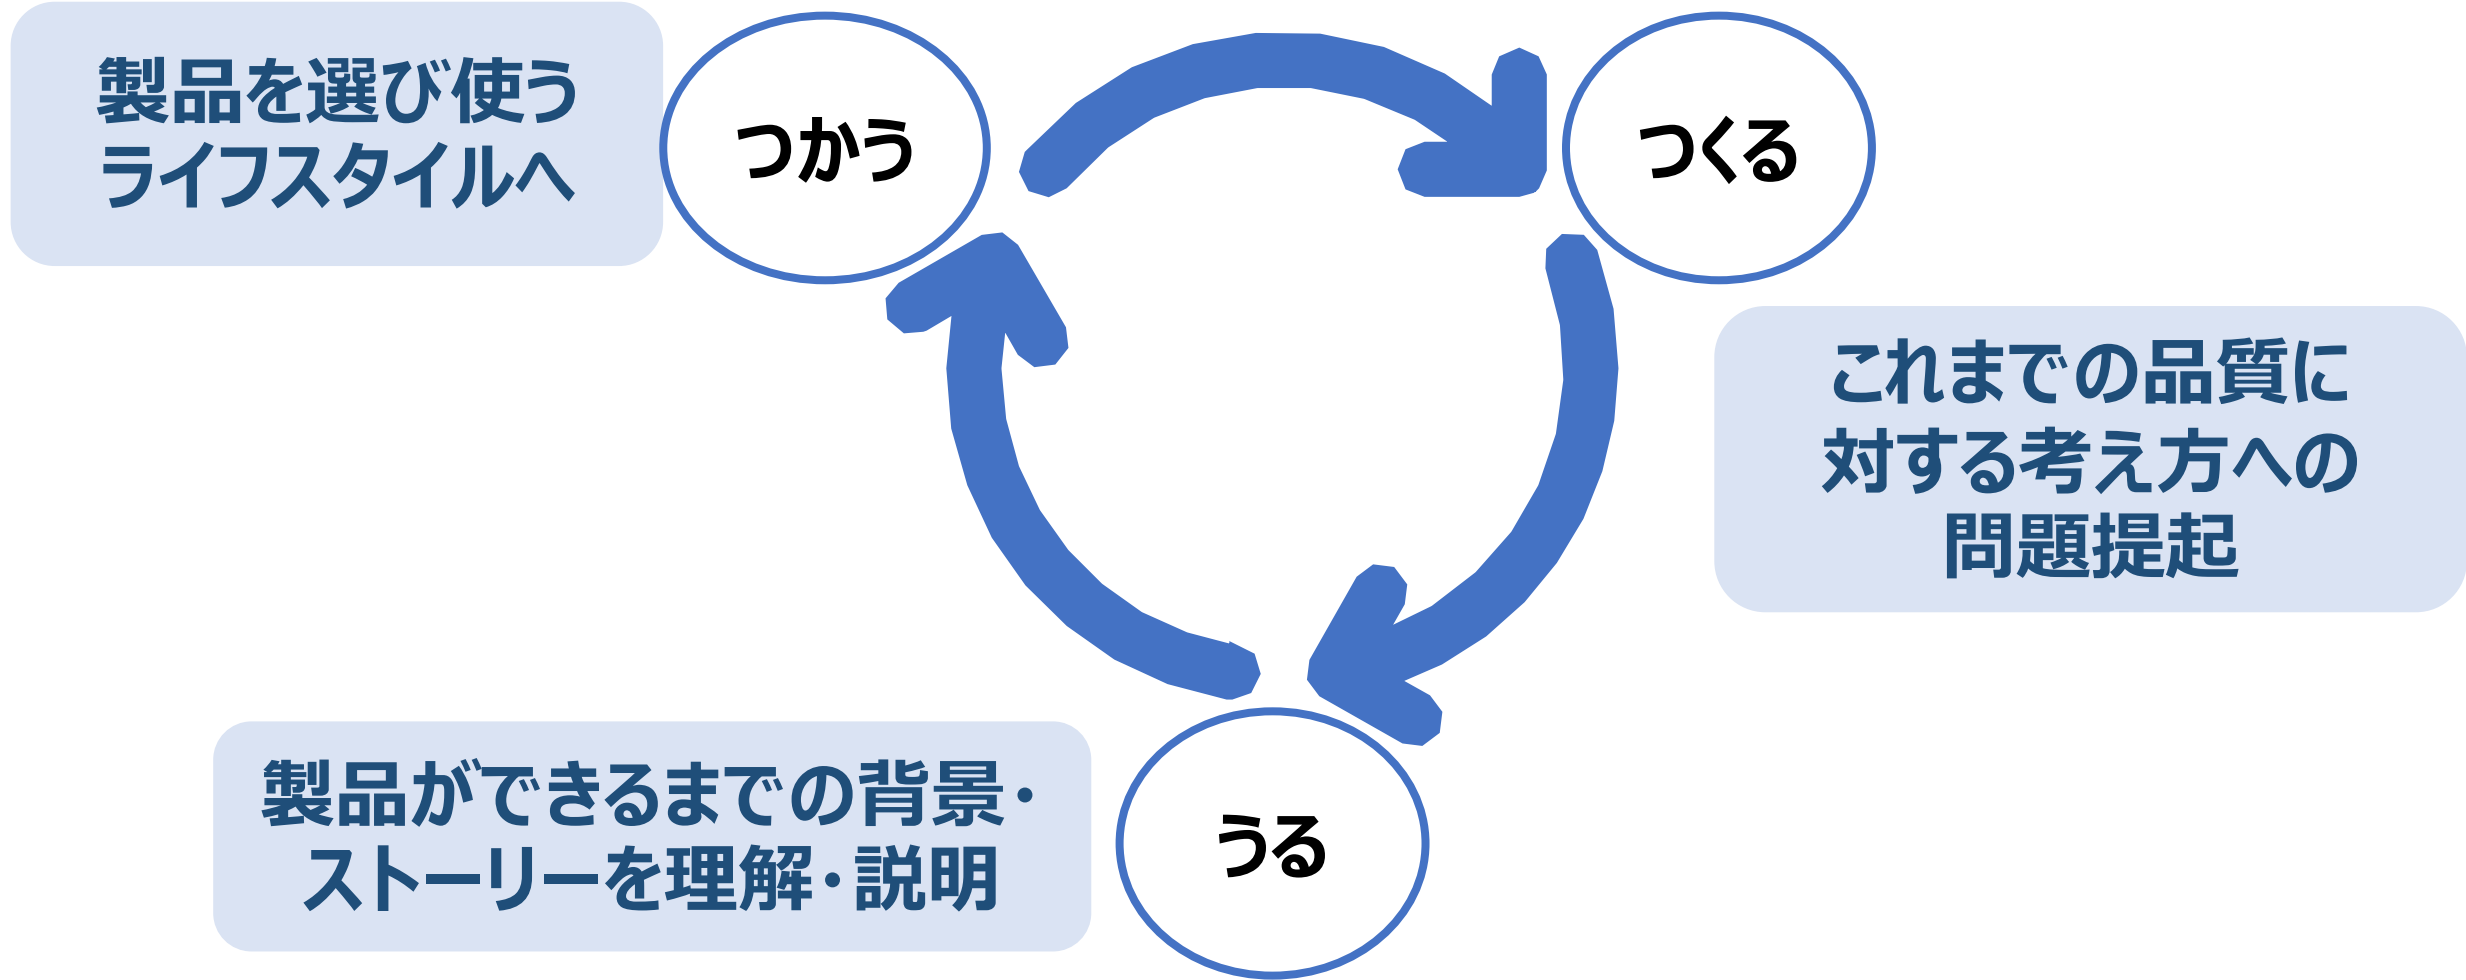 製品を選び使う
ライフスタイルへ
つかう
つくる
これまでの品質に
対する考え方への
問題提起
製品ができるまでの背景・
ストーリーを理解・説明
うる